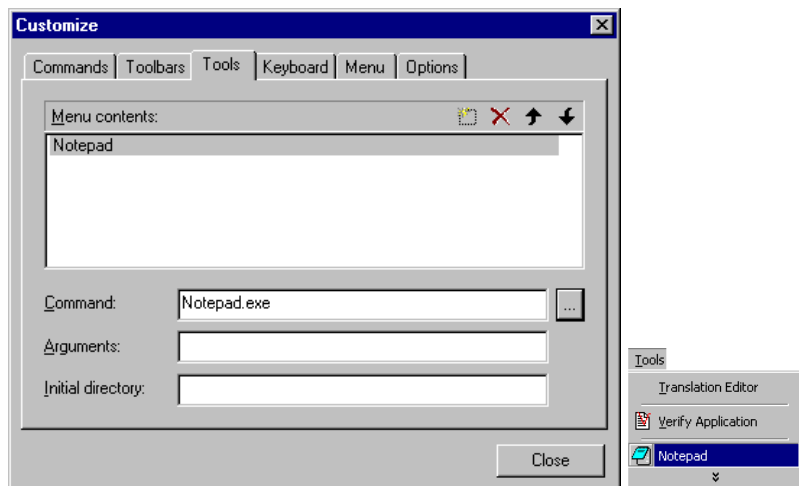 Customize
Commands Toolbars Tools Keyboard Menu Options
Menu contents:
Notepad
Command: Notepad.exe ...
Arguments:
Initial directory:
Close
Tools
Translation Editor
Verify Application
Notepad